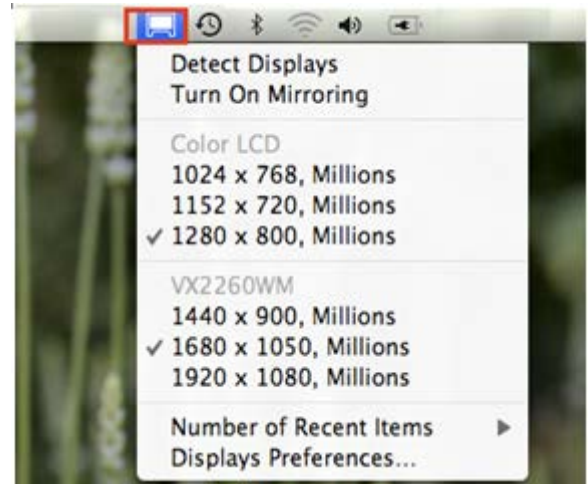 Detect Displays
Turn On Mirroring
Color LCD
1024 x 768, Millions
1152 x 720, Millions
✓ 1280 x 800, Millions
VX2260WM
1440 x 900, Millions
✓ 1680 x 1050, Millions
1920 x 1080, Millions
Number of Recent Items
Displays Preferences...